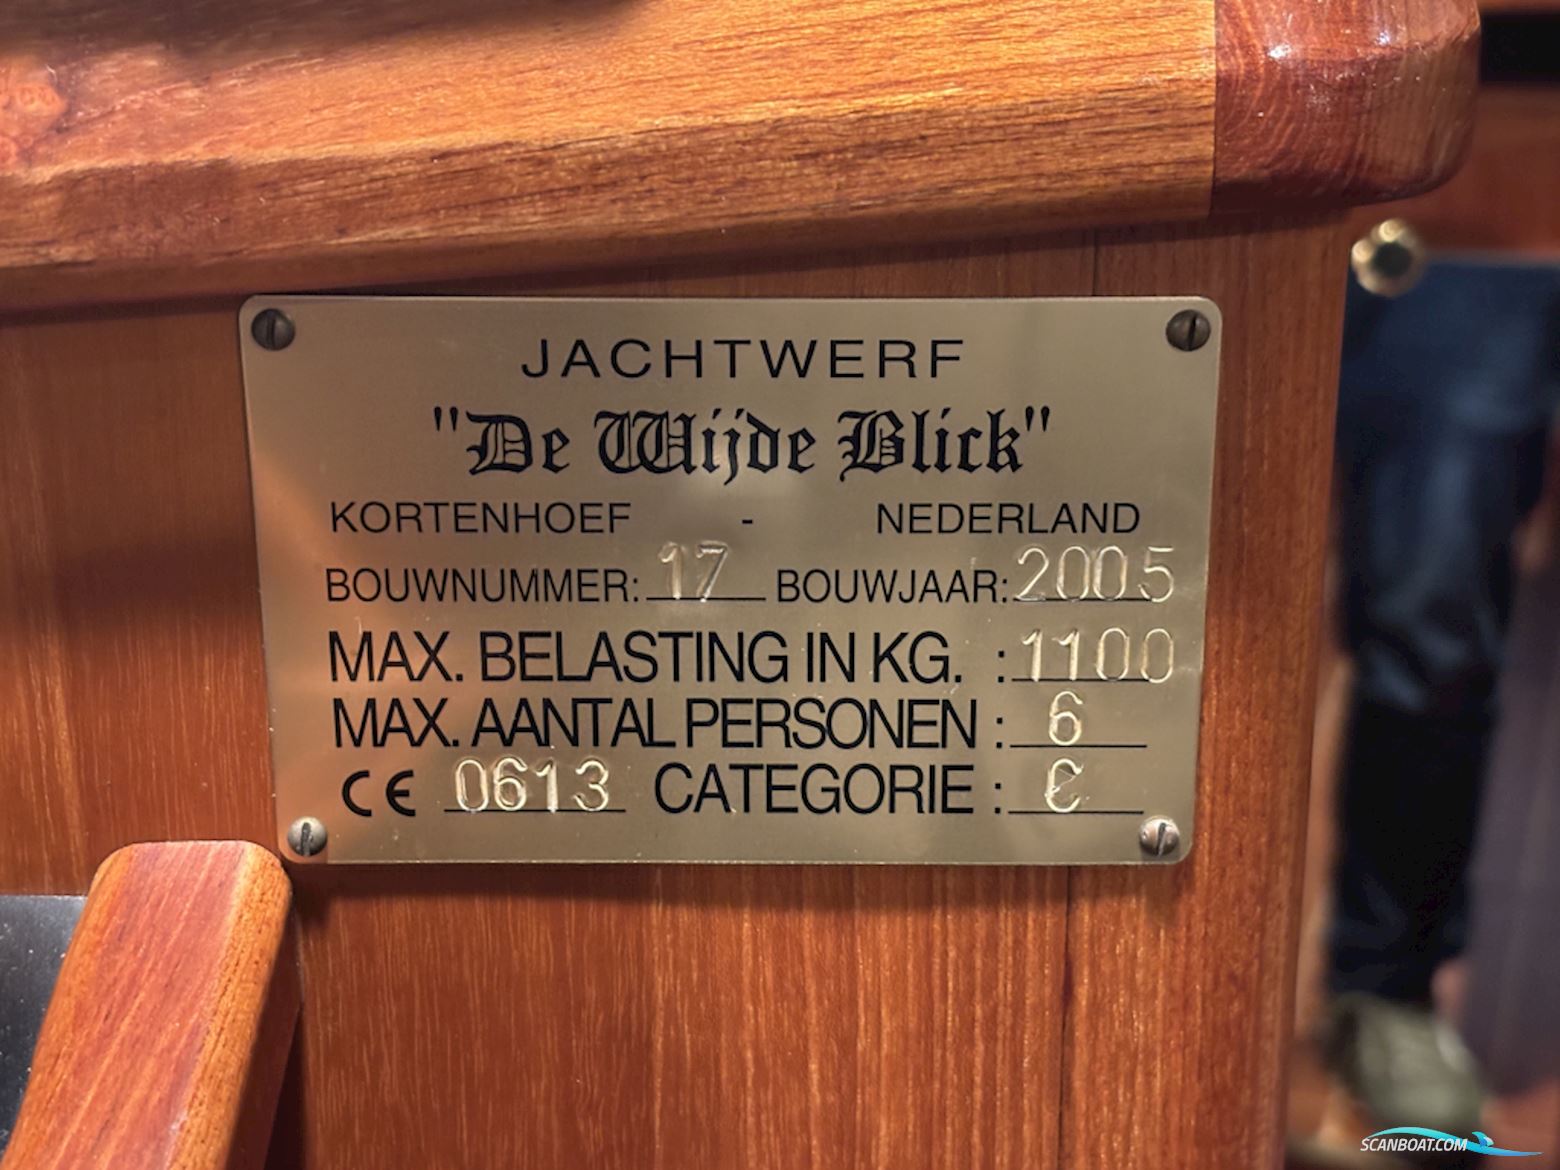 JACHTWERF
"De Wijde Blick"
KORTENHOEF - NEDERLAND
BOUWNUMMER: 17 BOUWJAAR: 2005
MAX. BELASTING IN KG. : 1100
MAX. AANTAL PERSONEN : 6
CE 0613 CATEGORIE : C
SCANBOAT.COM